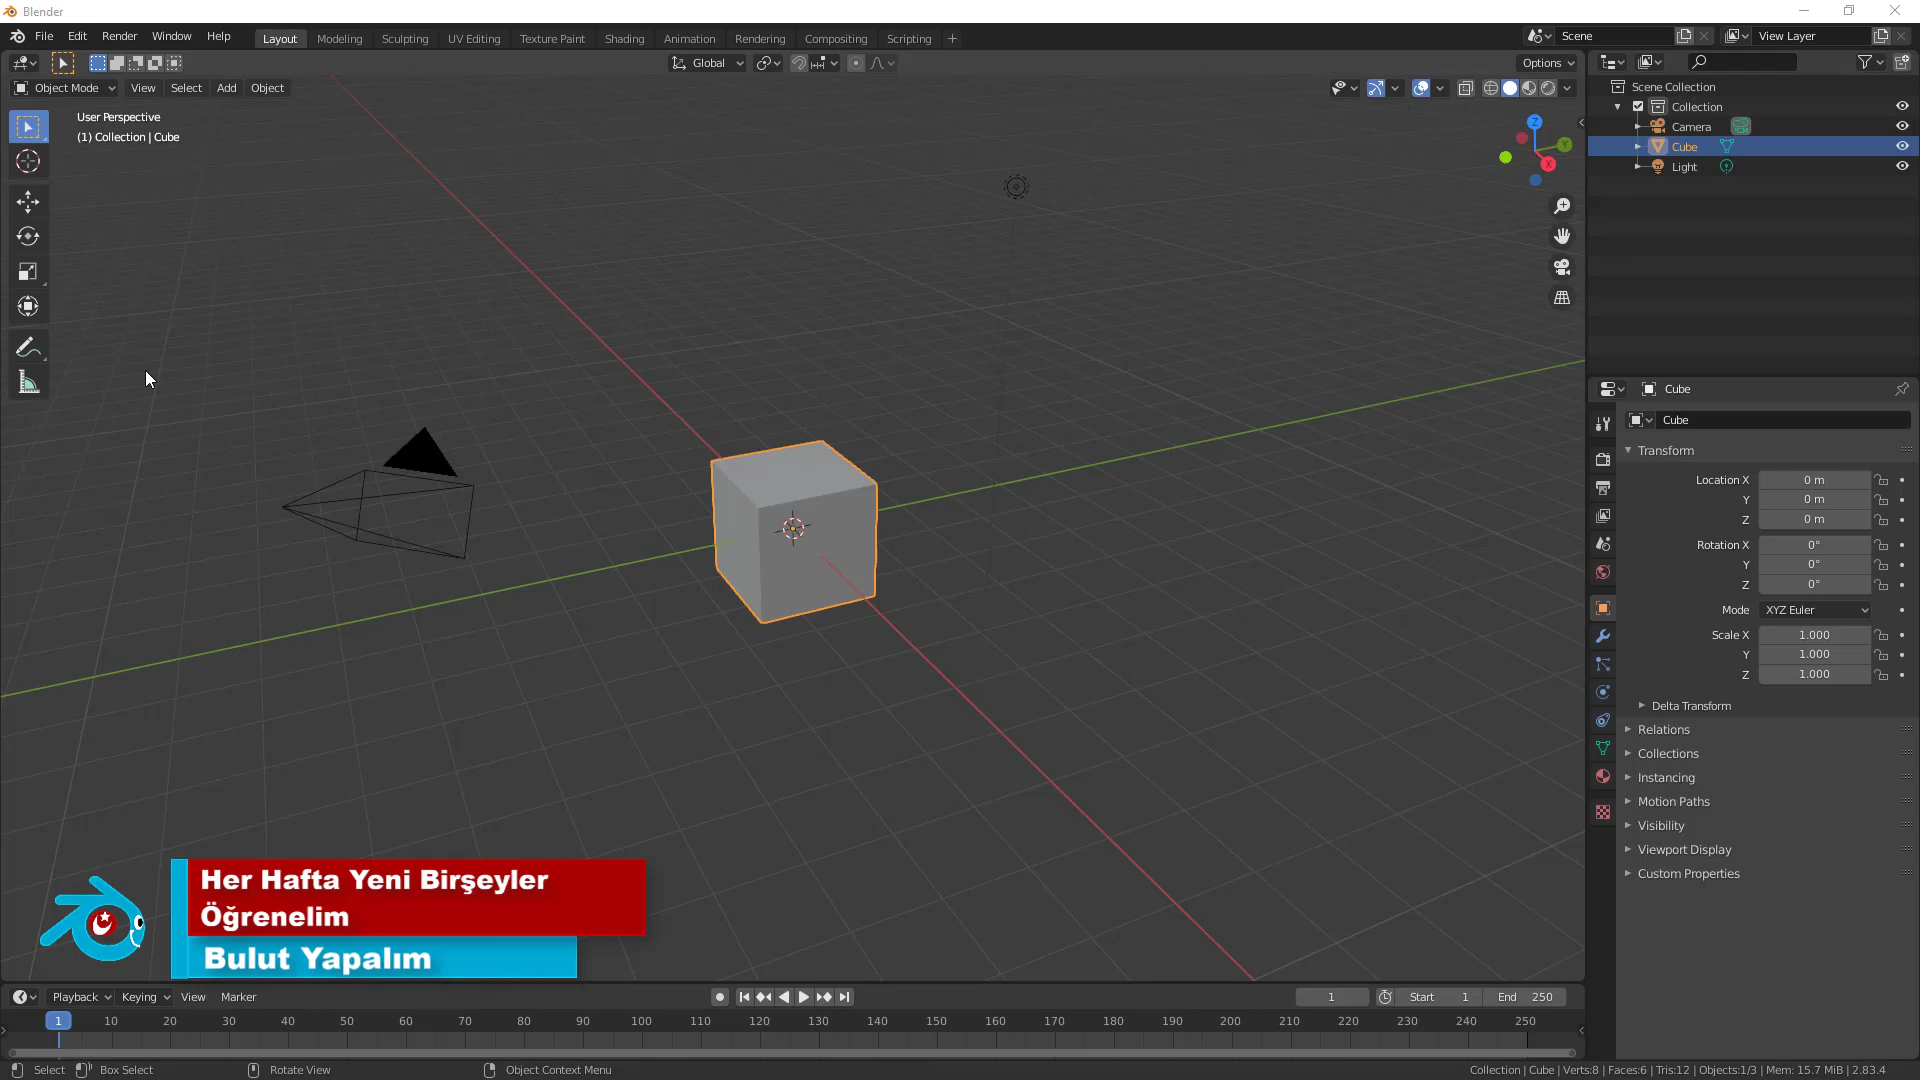 Blender
File Edit Render Window Help
Layout Modeling Sculpting UV Editing Texture Paint Shading Animation Rendering Compositing Scripting +
Scene
View Layer
Global
Options
Object Mode View Select Add Object
User Perspective
(1) Collection | Cube
Z
Y
X
Scene Collection
Collection
Camera
Cube
Light
Cube
Cube
Transform
Location X 0 m
Y 0 m
Z 0 m
Rotation X 0°
Y 0°
Z 0°
Mode XYZ Euler
Scale X 1.000
Y 1.000
Z 1.000
Delta Transform
Relations
Collections
Instancing
Motion Paths
Visibility
Viewport Display
Custom Properties
Her Hafta Yeni Birşeyler
Öğrenelim
Bulut Yapalım
Playback Keying View Marker
1 Start 1 End 250
1 10 20 30 40 50 60 70 80 90 100 110 120 130 140 150 160 170 180 190 200 210 220 230 240 250
Select Box Select Rotate View Object Context Menu
Collection | Cube | Verts:8 | Faces:6 | Tris:12 | Objects:1/3 | Mem: 15.7 MiB | 2.83.4